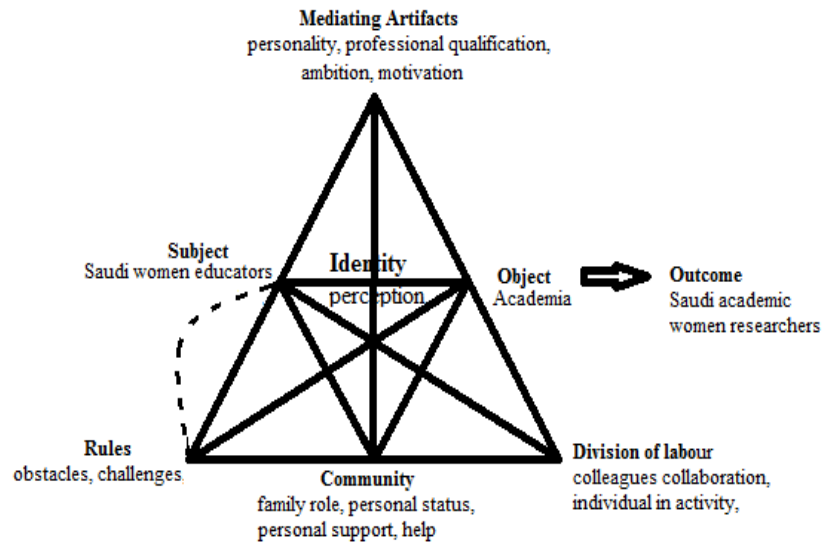 Mediating Artifacts
personality, professional qualification,
ambition, motivation
Subject
Saudi women educators
Identity
perception
Object
Academia
Outcome
Saudi academic
women researchers
Rules
obstacles, challenges,
Community
family role, personal status,
personal support, help
Division of labour
colleagues collaboration,
individual in activity,